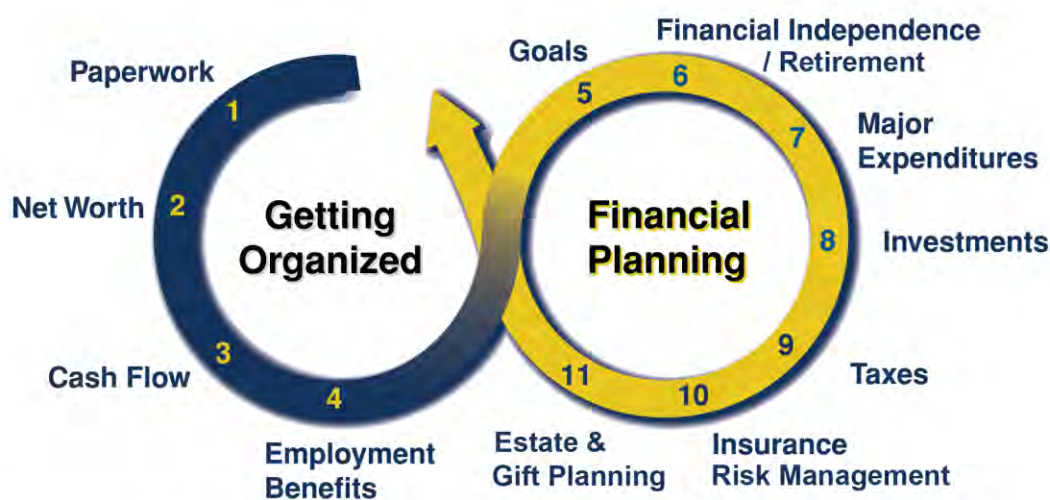 Paperwork
1
Net Worth
2
Cash Flow
3
4
Employment
Benefits
Getting
Organized
Goals
5
Financial Independence
/ Retirement
6
7
Major
Expenditures
8
Investments
9
Taxes
10
Insurance
Risk Management
11
Estate &
Gift Planning
Financial
Planning